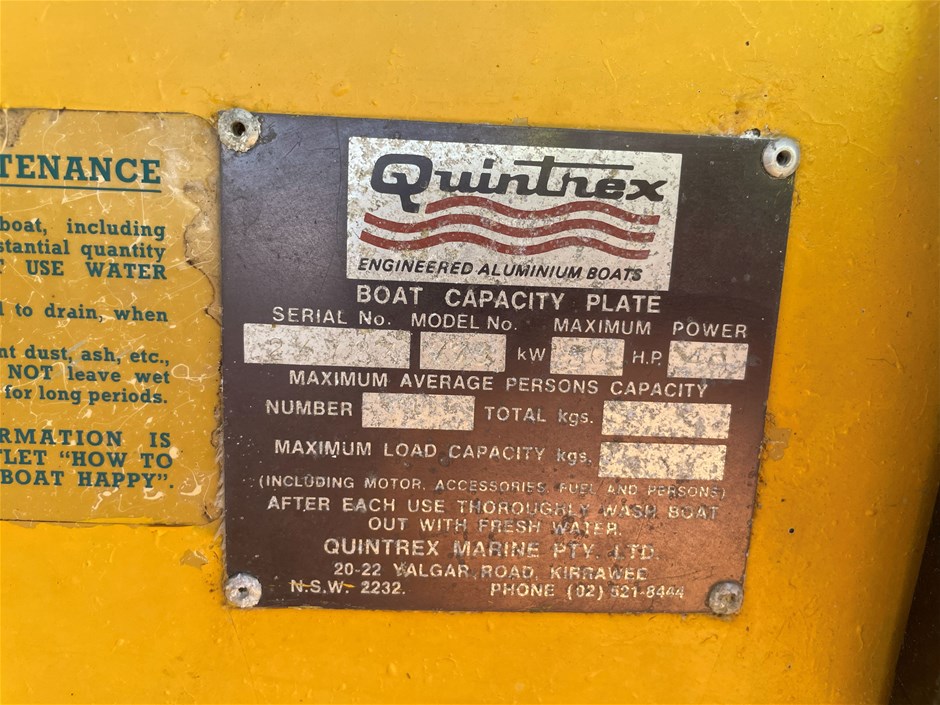 TENANCE
boat, including
stantial quantity
T USE WATER
l to drain, when
nt dust, ash, etc.,
NOT leave wet
for long periods.
RMATION IS
LET "HOW TO
BOAT HAPPY".
Quintrex
ENGINEERED ALUMINIUM BOATS
BOAT CAPACITY PLATE
SERIAL No. MODEL No. MAXIMUM POWER
kW H.P.
MAXIMUM AVERAGE PERSONS CAPACITY
NUMBER TOTAL kgs.
MAXIMUM LOAD CAPACITY kgs.
(INCLUDING MOTOR, ACCESSORIES, FUEL AND PERSONS)
AFTER EACH USE THOROUGHLY WASH BOAT
OUT WITH FRESH WATER.
QUINTREX MARINE PTY. LTD.
20-22 YALGAR ROAD, KIRRAWEE
N.S.W. 2232. PHONE (02) 521-8444